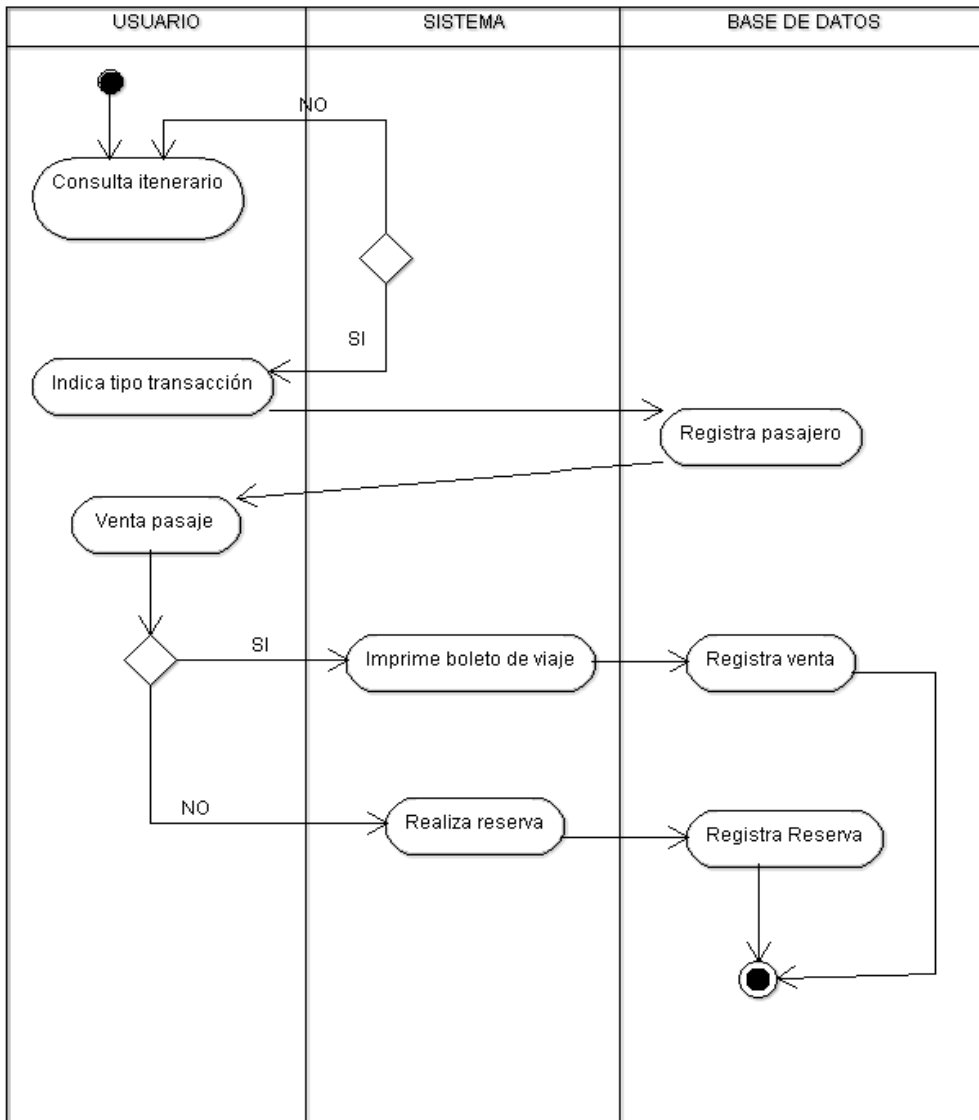 USUARIO
SISTEMA
BASE DE DATOS
NO
Consulta itenerario
SI
Indica tipo transacción
Registra pasajero
Venta pasaje
SI
Imprime boleto de viaje
Registra venta
NO
Realiza reserva
Registra Reserva